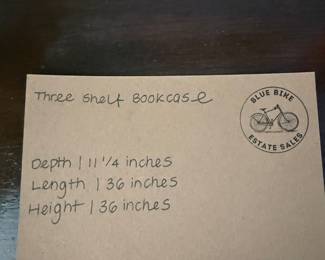 Three Shelf Bookcase
BLUE BIKE
ESTATE SALES
Depth | 11 1/4 inches
Length | 36 inches
Height | 36 inches